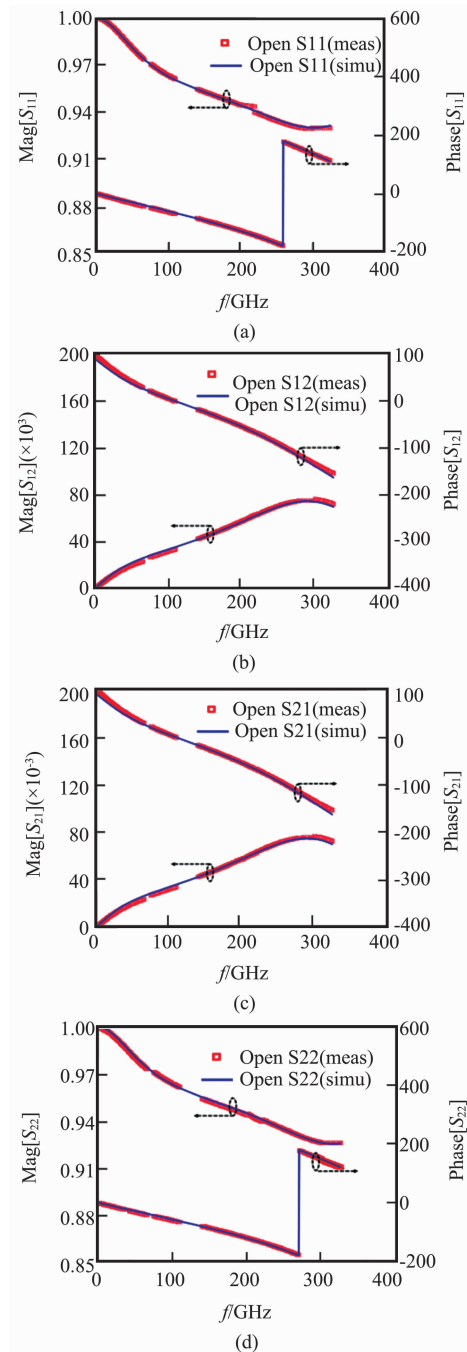 1.00
0.97
0.94
0.91
0.88
0.85
Mag[S11]
Open S11(meas)
Open S11(simu)
600
400
200
0
-200
Phase[S11]
0 100 200 300 400
f/GHz
(a)
200
160
120
80
40
0
Mag[S12](×10³)
Open S12(meas)
Open S12(simu)
100
0
-100
-200
-300
-400
Phase[S12]
0 100 200 300 400
f/GHz
(b)
200
160
120
80
40
0
Mag[S21](×10⁻³)
Open S21(meas)
Open S21(simu)
100
0
-100
-200
-300
-400
Phase[S21]
0 100 200 300 400
f/GHz
(c)
1.00
0.97
0.94
0.91
0.88
0.85
Mag[S22]
Open S22(meas)
Open S22(simu)
600
400
200
0
-200
Phase[S22]
0 100 200 300 400
f/GHz
(d)